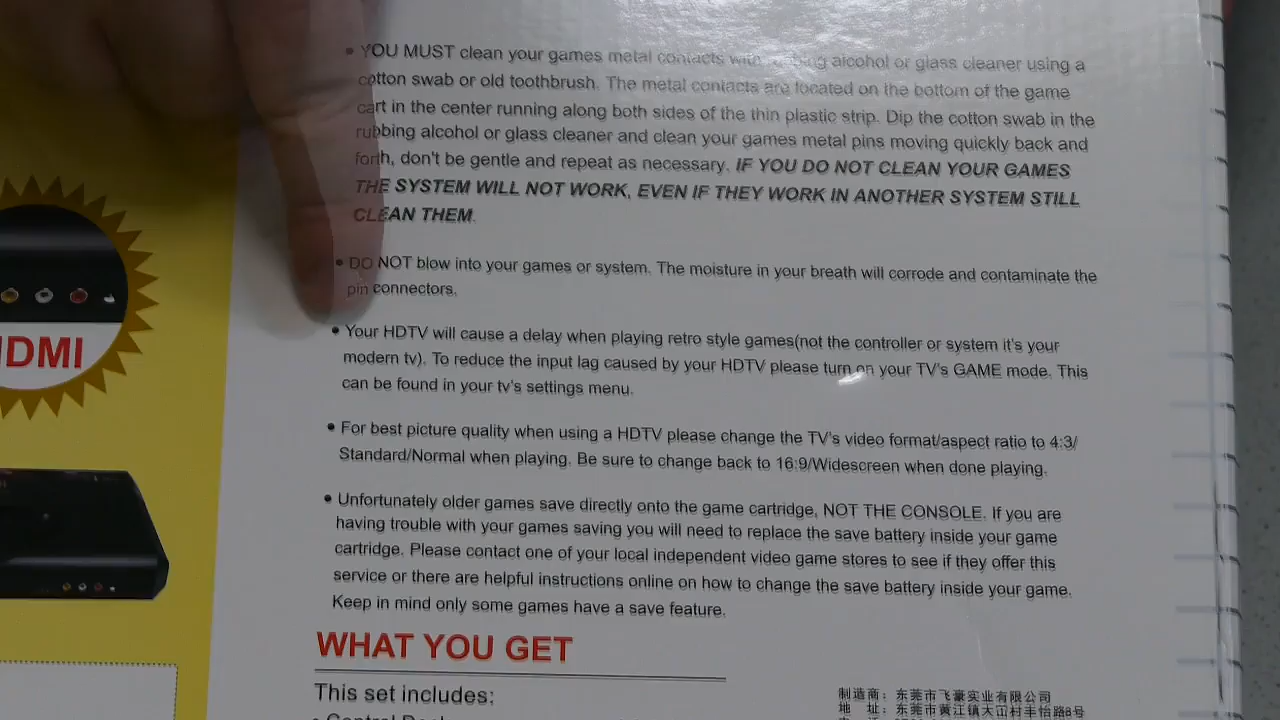 • YOU MUST clean your games metal contacts with rubbing alcohol or glass cleaner using a
cotton swab or old toothbrush. The metal contacts are located on the bottom of the game
cart in the center running along both sides of the thin plastic strip. Dip the cotton swab in the
rubbing alcohol or glass cleaner and clean your games metal pins moving quickly back and
forth, don't be gentle and repeat as necessary. IF YOU DO NOT CLEAN YOUR GAMES
THE SYSTEM WILL NOT WORK, EVEN IF THEY WORK IN ANOTHER SYSTEM STILL
CLEAN THEM.
• DO NOT blow into your games or system. The moisture in your breath will corrode and contaminate the
pin connectors.
• Your HDTV will cause a delay when playing retro style games(not the controller or system it's your
modern tv). To reduce the input lag caused by your HDTV please turn on your TV's GAME mode. This
can be found in your tv's settings menu.
• For best picture quality when using a HDTV please change the TV's video format/aspect ratio to 4:3/
Standard/Normal when playing. Be sure to change back to 16:9/Widescreen when done playing.
• Unfortunately older games save directly onto the game cartridge, NOT THE CONSOLE. If you are
having trouble with your games saving you will need to replace the save battery inside your game
cartridge. Please contact one of your local independent video game stores to see if they offer this
service or there are helpful instructions online on how to change the save battery inside your game.
Keep in mind only some games have a save feature.
WHAT YOU GET
This set includes:
制造商：东莞市飞豪实业有限公司
地 址：东莞市黄江镇大冚村丰怡路8号
DMI